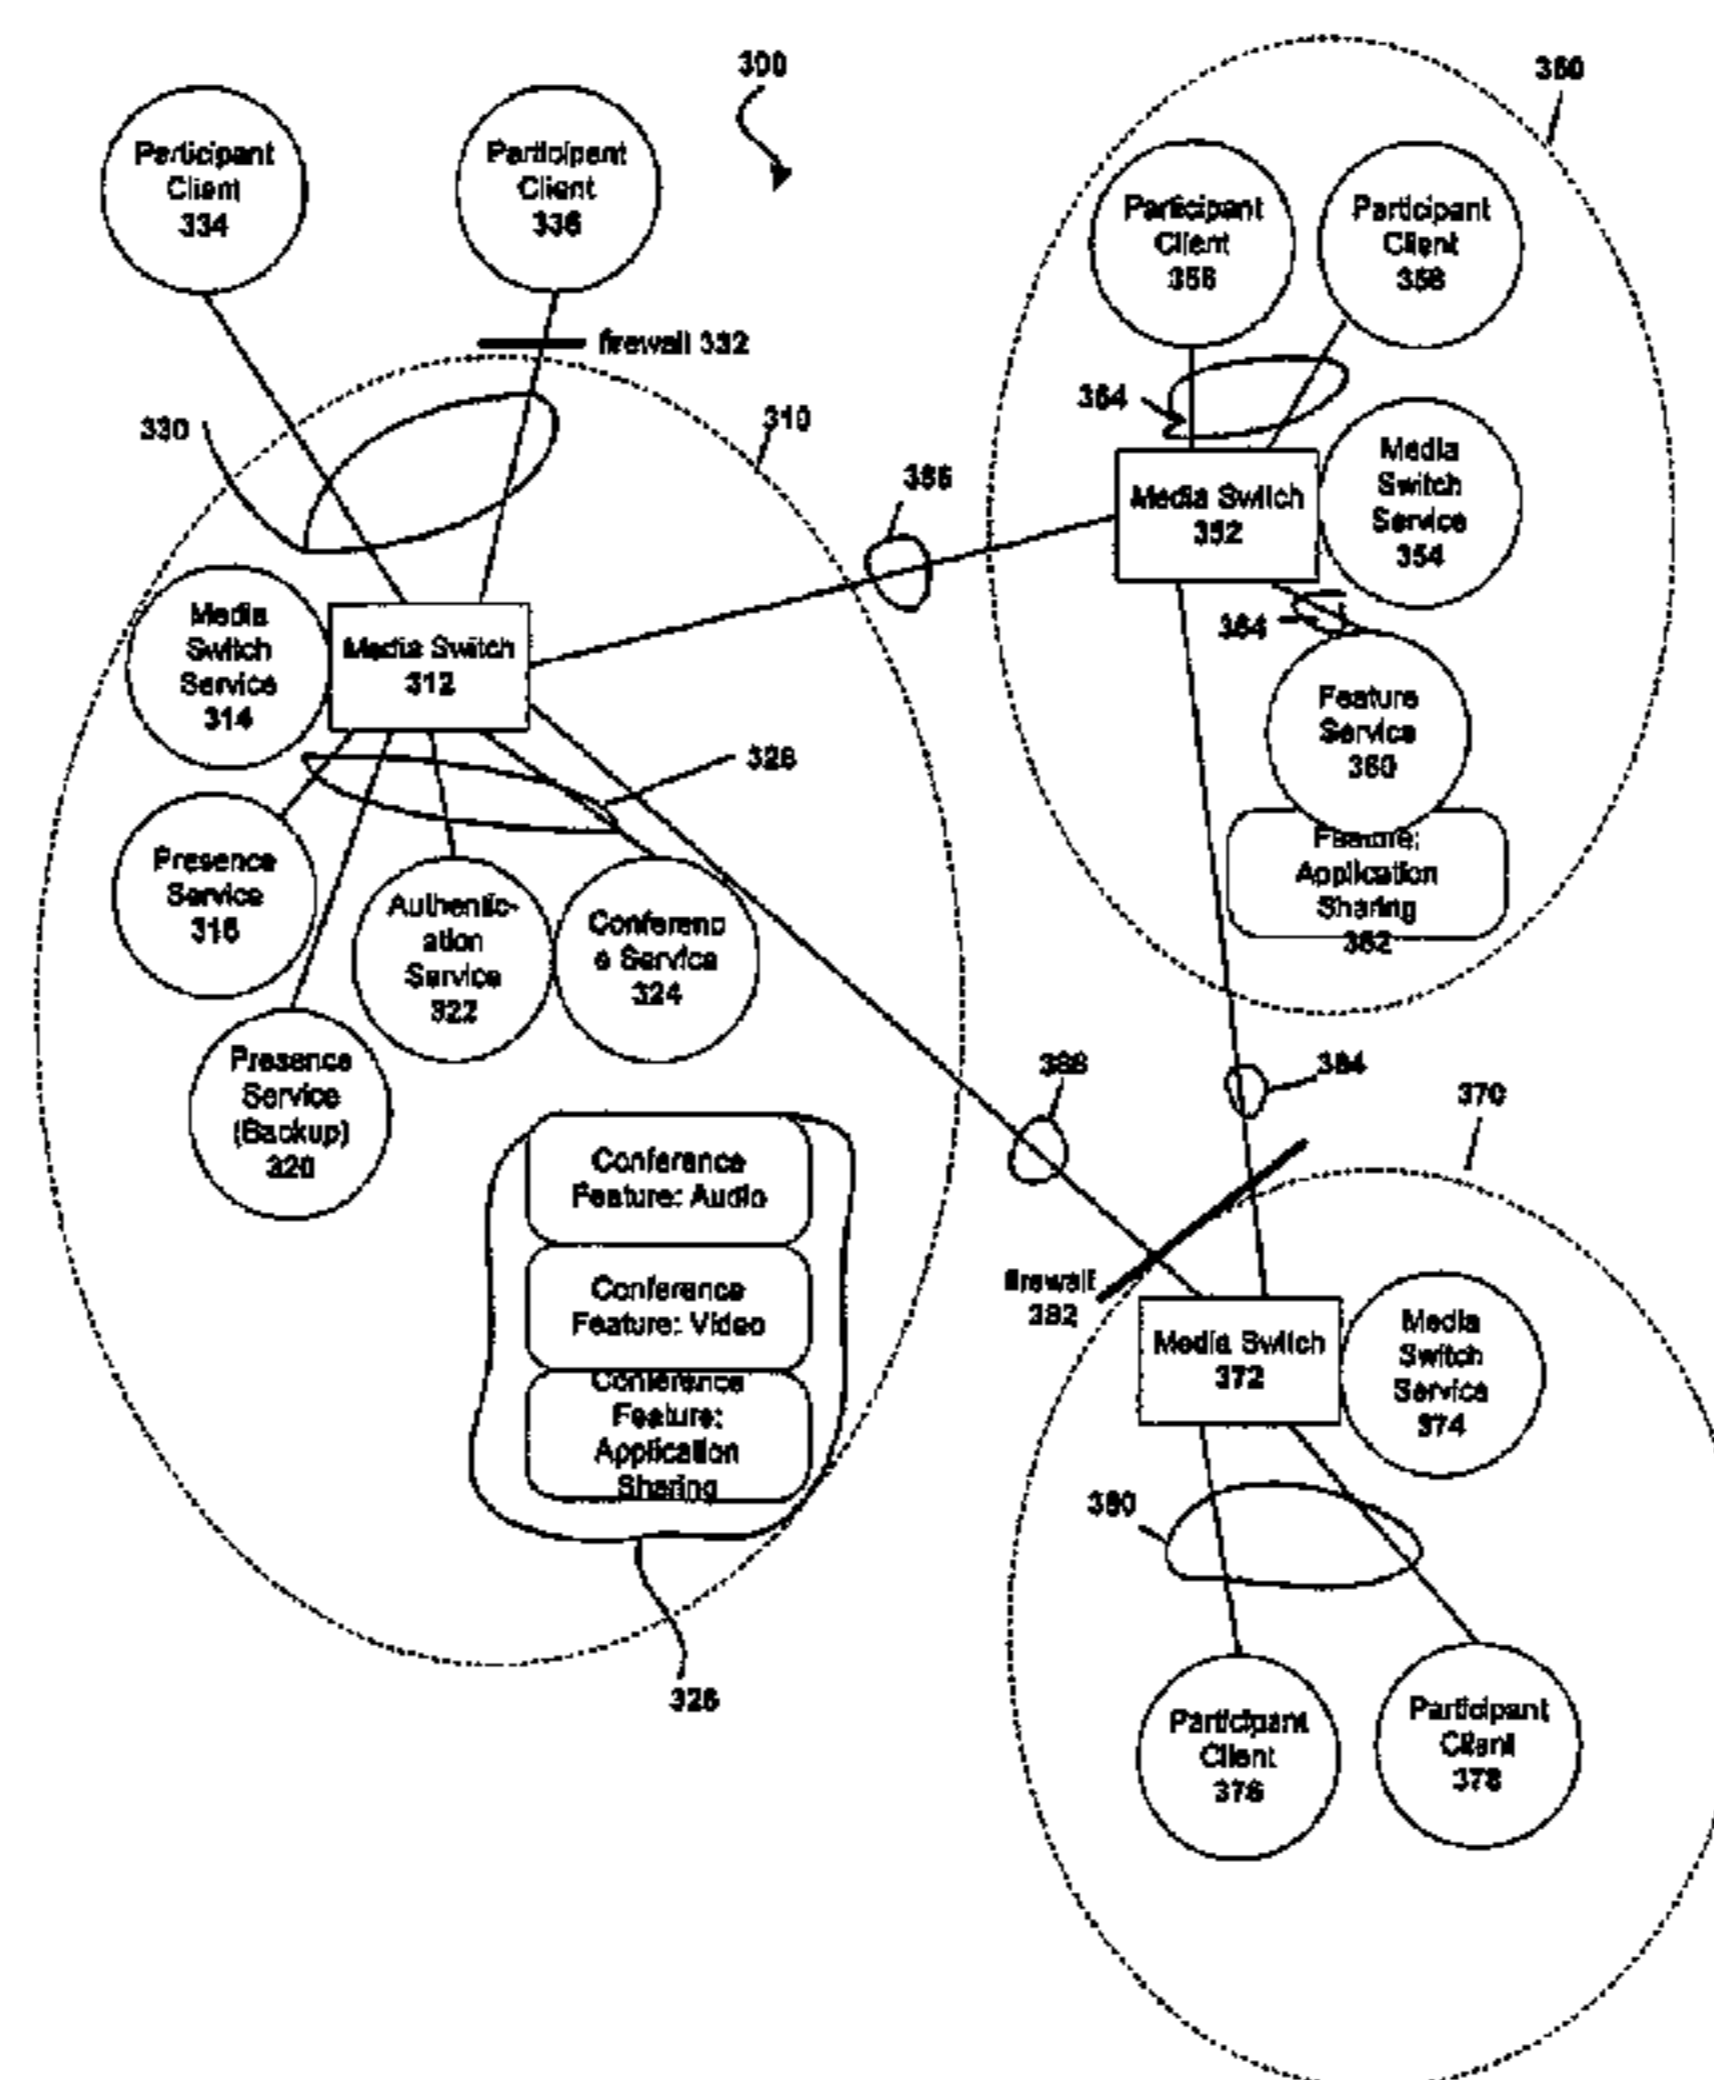 300
Participant
Client
334
Participant
Client
336
firewall 332
330
310
Media
Switch
Service
314
Media Switch
312
328
Presence
Service
316
Authentic-
ation
Service
322
Conferenc
e Service
324
Presence
Service
(Backup)
320
Conference
Feature: Audio
Conference
Feature: Video
Conference
Feature:
Application
Sharing
326
386
350
Participant
Client
356
Participant
Client
358
364
Media Switch
352
Media
Switch
Service
354
364
Feature
Service
360
Feature:
Application
Sharing
362
388
384
370
firewall
382
Media Switch
372
Media
Switch
Service
374
380
Participant
Client
376
Participant
Client
378